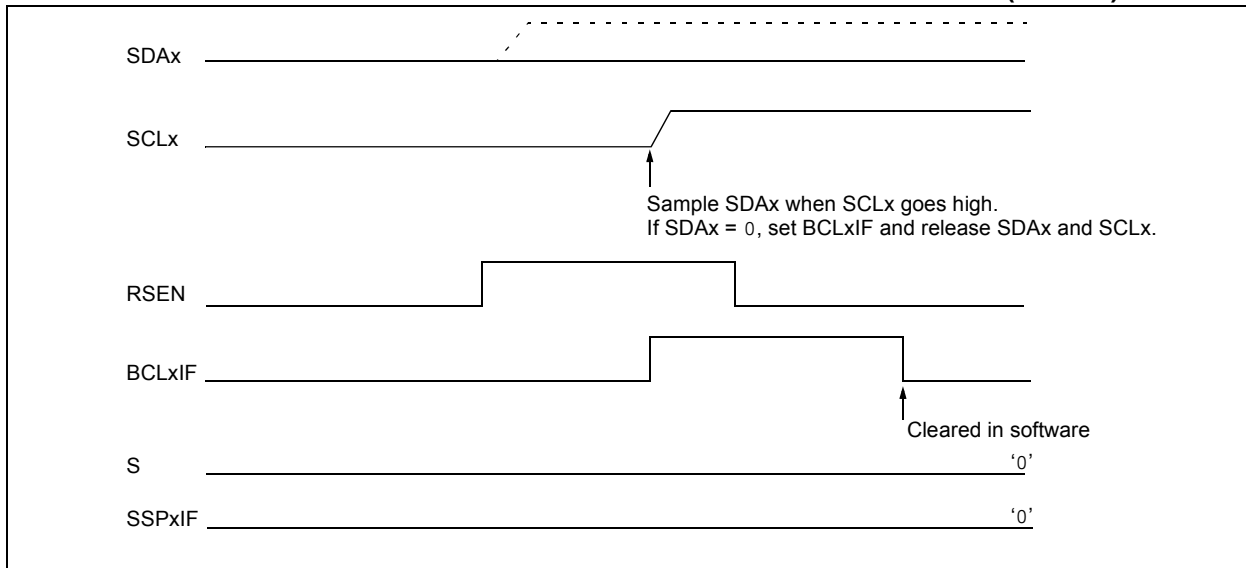 SDAx
SCLx
Sample SDAx when SCLx goes high.
If SDAx = 0, set BCLxIF and release SDAx and SCLx.
RSEN
BCLxIF
Cleared in software
S
‘0’
SSPxIF
‘0’